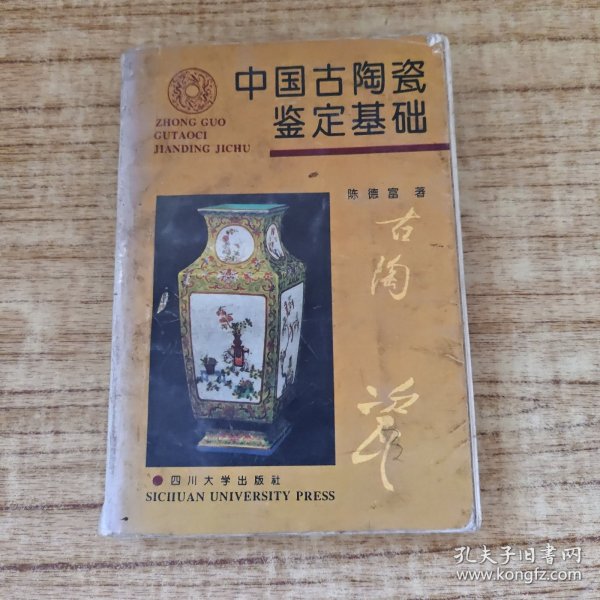 中国古陶瓷
鉴定基础
ZHONG GUO
GUTAOCI
JIANDING JICHU
陈德富 著
古陶
瓷
四川大学出版社
SICHUAN UNIVERSITY PRESS
孔夫子旧书网
www.kongfz.com